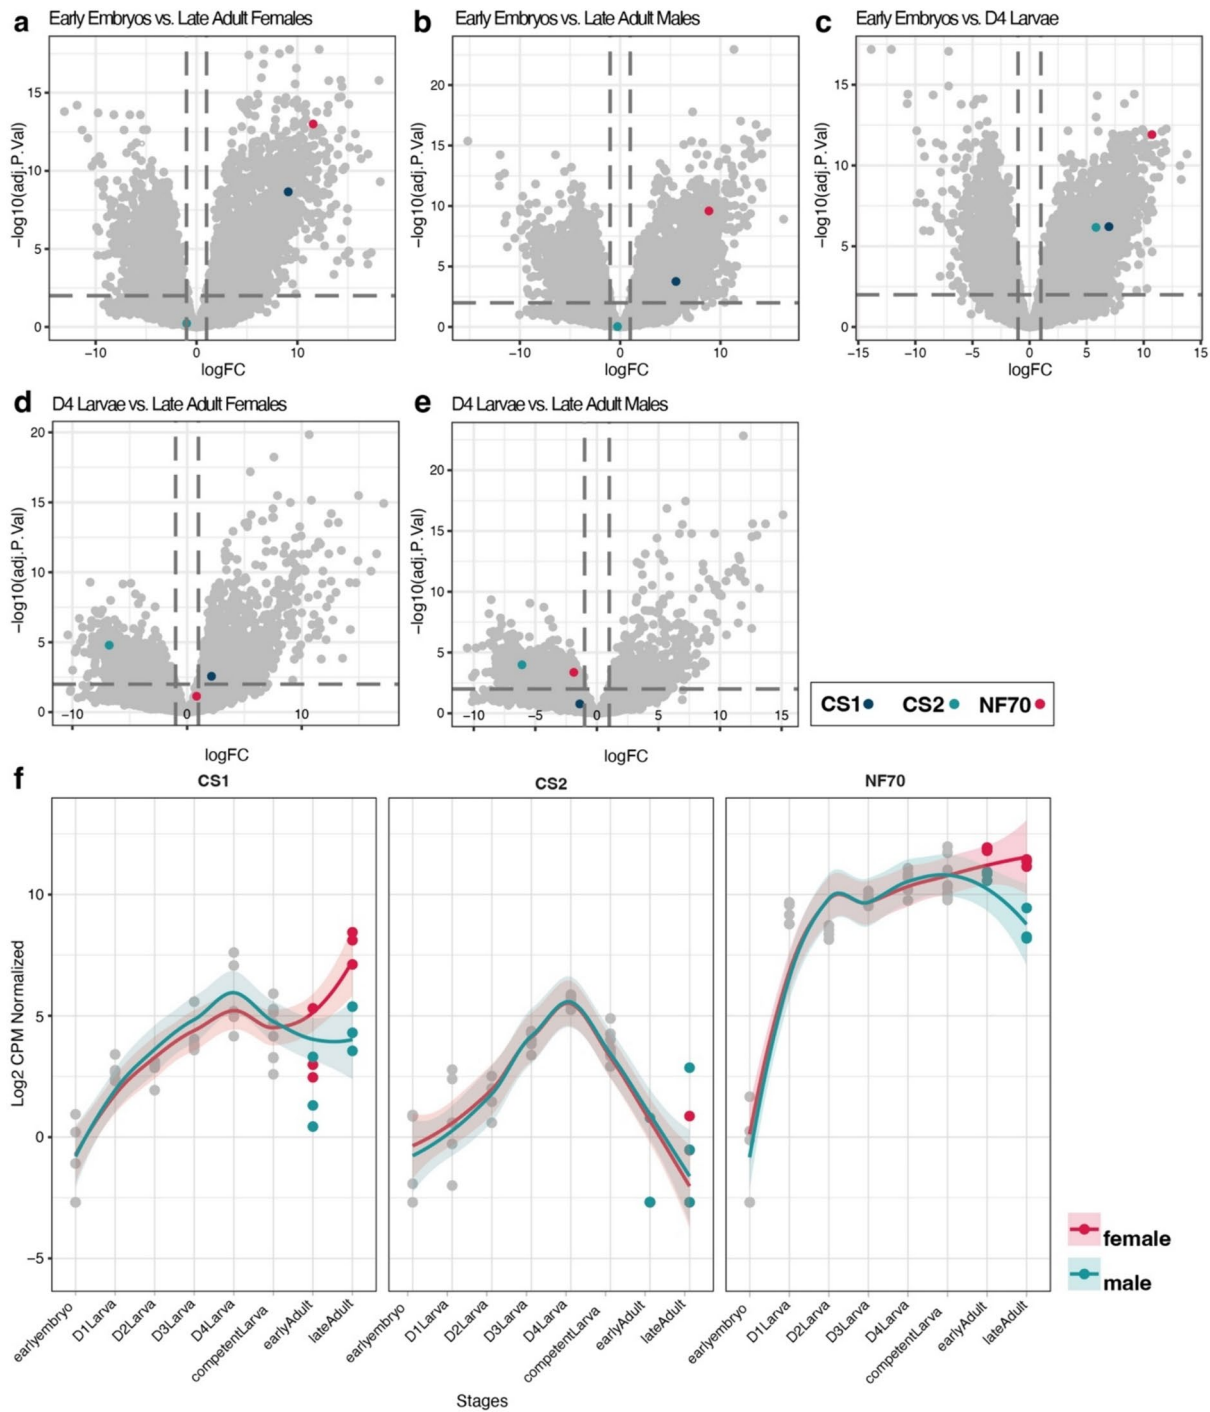 a Early Embryos vs. Late Adult Females
b Early Embryos vs. Late Adult Males
c Early Embryos vs. D4 Larvae
−log10(adj.P.Val)
15
10
5
0
−10 0 10
logFC
−log10(adj.P.Val)
20
15
10
5
0
−10 0 10
logFC
−log10(adj.P.Val)
15
10
5
0
−15 −10 −5 0 5 10 15
logFC
d D4 Larvae vs. Late Adult Females
e D4 Larvae vs. Late Adult Males
−log10(adj.P.Val)
20
15
10
5
0
−10 0 10
logFC
−log10(adj.P.Val)
20
15
10
5
0
−10 −5 0 5 10 15
logFC
CS1 CS2 NF70
f
CS1 CS2 NF70
Log2 CPM Normalized
10
5
0
−5
earlyembryo
D1Larva
D2Larva
D3Larva
D4Larva
competentLarva
earlyAdult
lateAdult
earlyembryo
D1Larva
D2Larva
D3Larva
D4Larva
competentLarva
earlyAdult
lateAdult
earlyembryo
D1Larva
D2Larva
D3Larva
D4Larva
competentLarva
earlyAdult
lateAdult
Stages
female
male